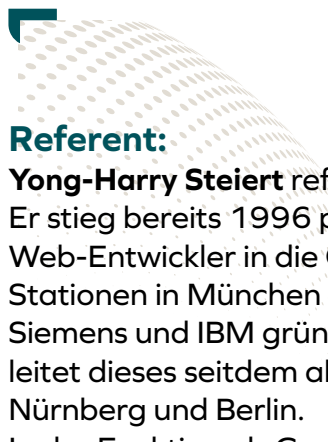 Referent:
Yong-Harry Steiert ref
Er stieg bereits 1996 p
Web-Entwickler in die
Stationen in München
Siemens und IBM grün
leitet dieses seitdem al
Nürnberg und Berlin.